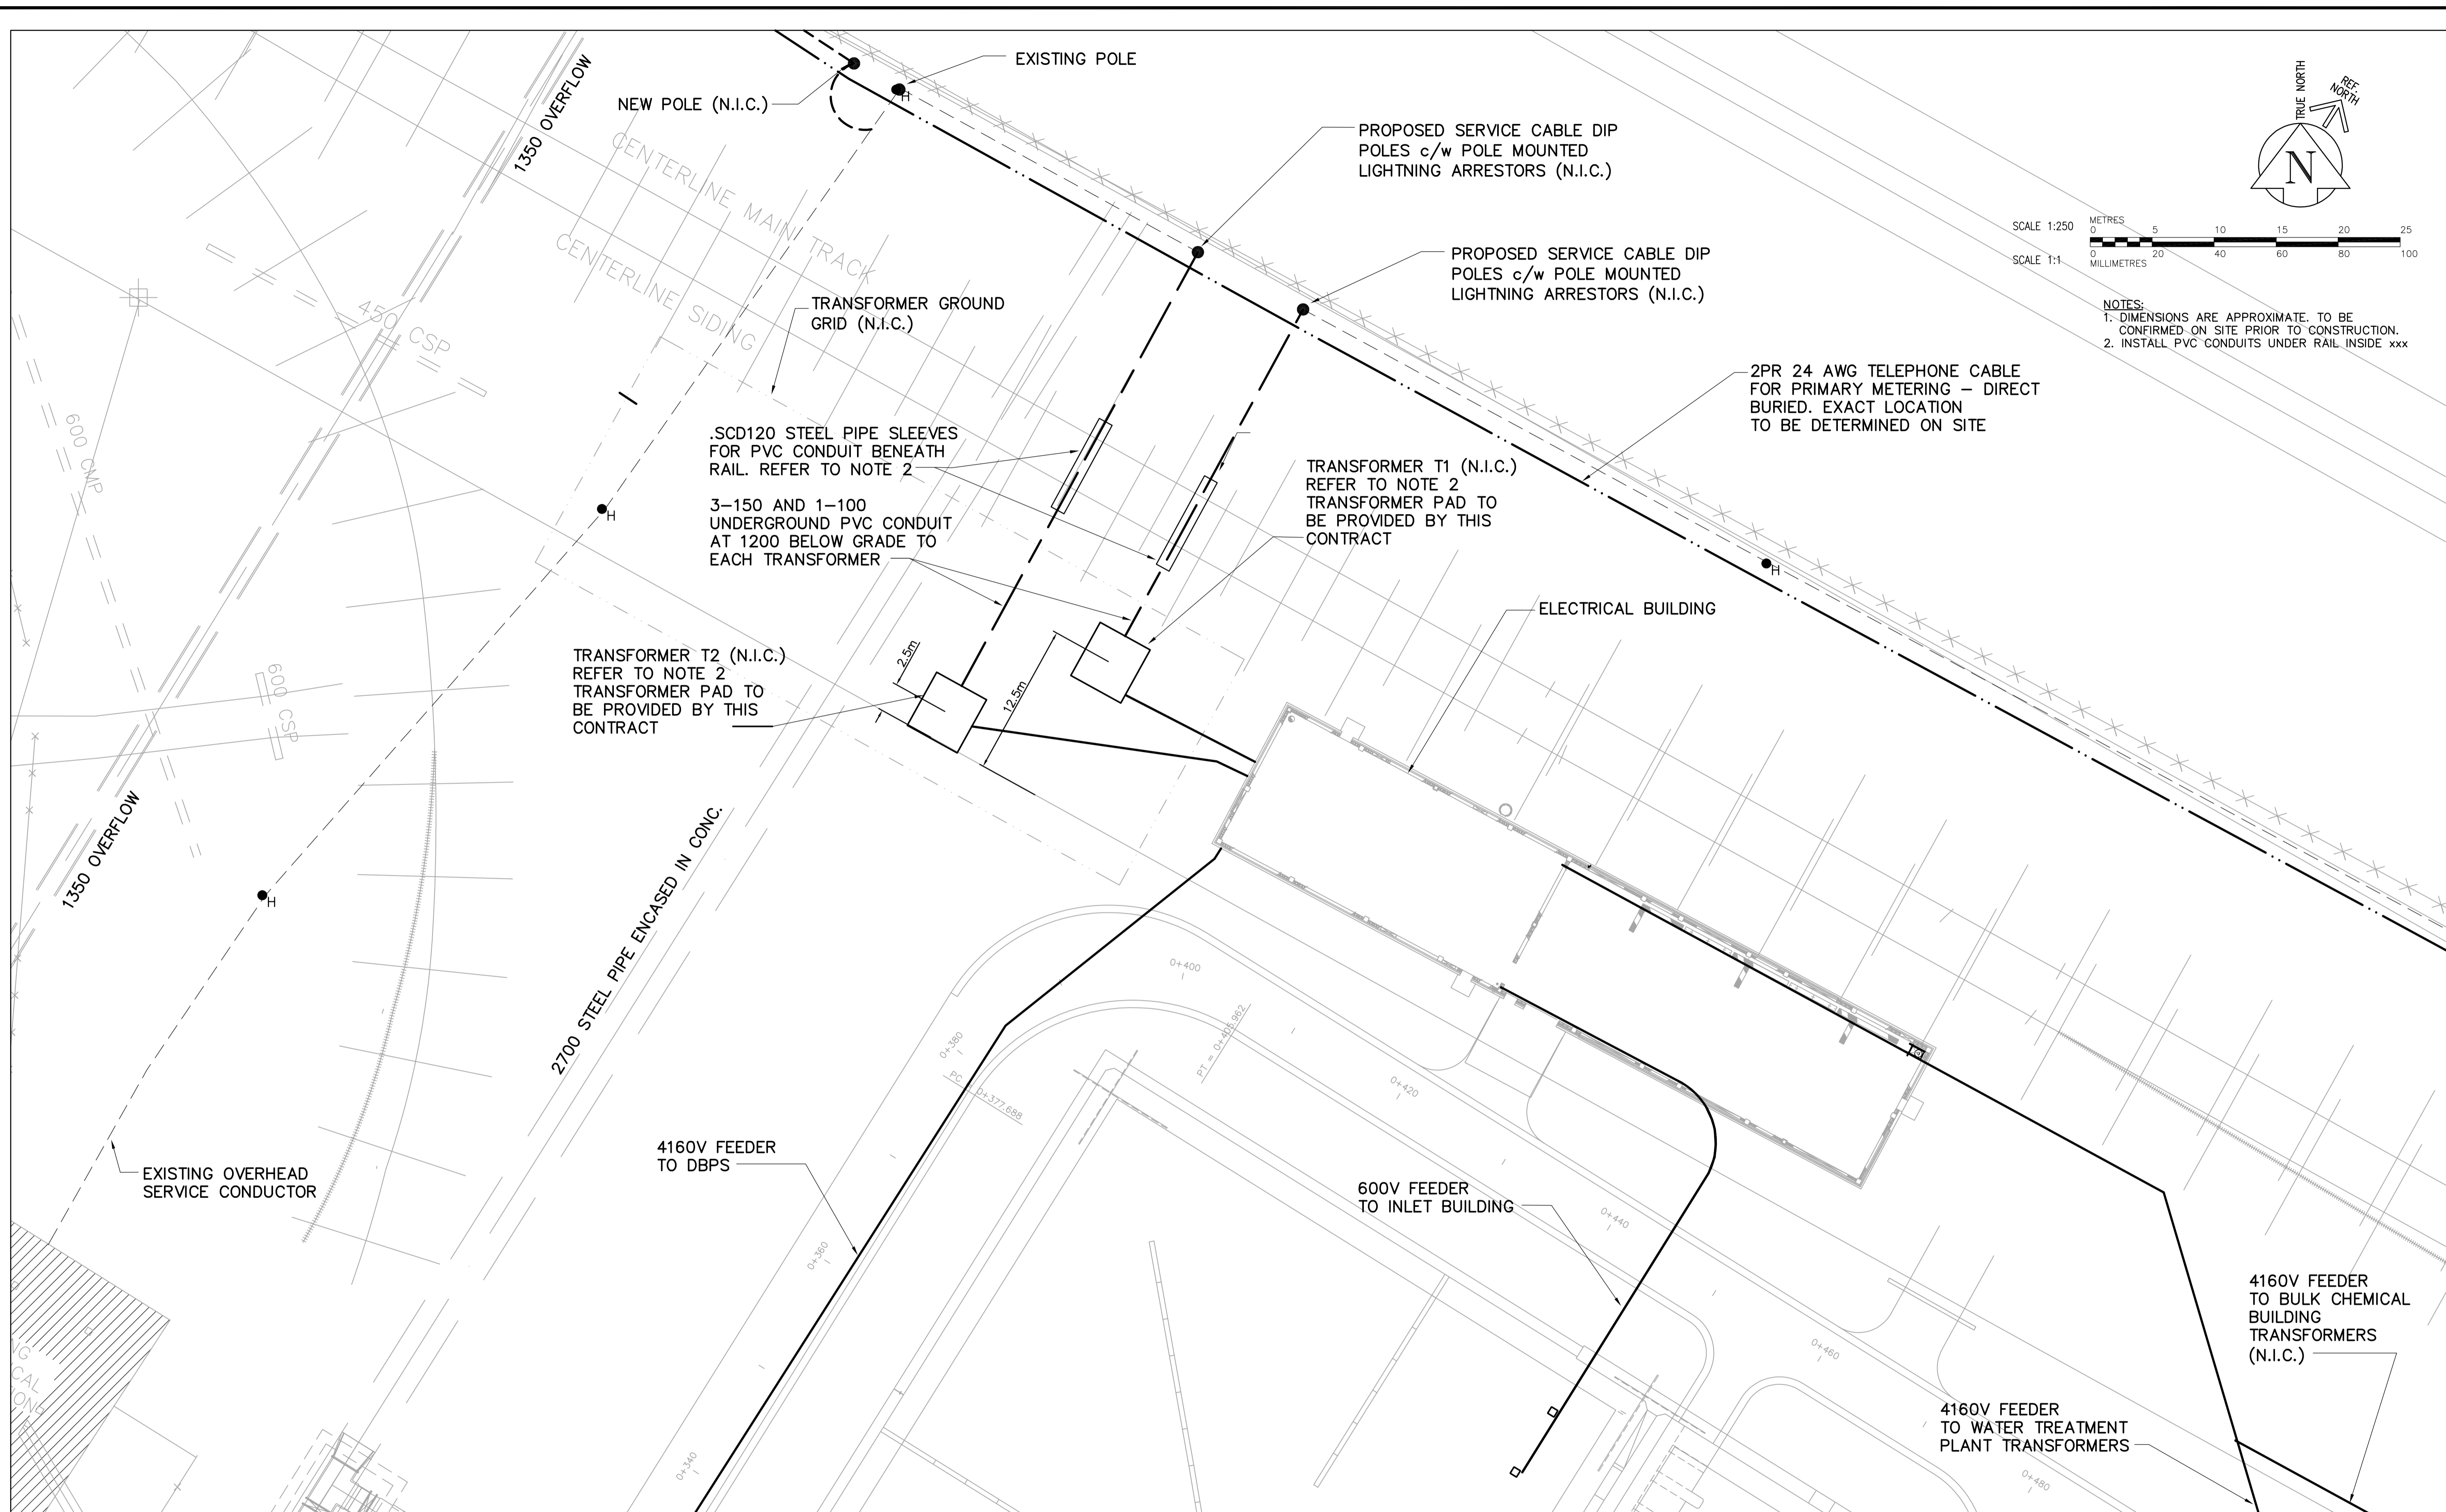 EXISTING POLE
NEW POLE (N.I.C.)
1350 OVERFLOW
CENTERLINE MAIN TRACK
CENTERLINE SIDING
PROPOSED SERVICE CABLE DIP
POLES c/w POLE MOUNTED
LIGHTNING ARRESTORS (N.I.C.)
PROPOSED SERVICE CABLE DIP
POLES c/w POLE MOUNTED
LIGHTNING ARRESTORS (N.I.C.)
TRUE NORTH
REF.
NORTH
N
SCALE 1:250
METRES
0 5 10 15 20 25
SCALE 1:1
0 20 40 60 80 100
MILLIMETRES
NOTES:
1. DIMENSIONS ARE APPROXIMATE. TO BE
CONFIRMED ON SITE PRIOR TO CONSTRUCTION.
2. INSTALL PVC CONDUITS UNDER RAIL INSIDE xxx
H
TRANSFORMER GROUND
GRID (N.I.C.)
450 CSP
600 CMP
2PR 24 AWG TELEPHONE CABLE
FOR PRIMARY METERING – DIRECT
BURIED. EXACT LOCATION
TO BE DETERMINED ON SITE
.SCD120 STEEL PIPE SLEEVES
FOR PVC CONDUIT BENEATH
RAIL. REFER TO NOTE 2
3–150 AND 1–100
UNDERGROUND PVC CONDUIT
AT 1200 BELOW GRADE TO
EACH TRANSFORMER
TRANSFORMER T1 (N.I.C.)
REFER TO NOTE 2
TRANSFORMER PAD TO
BE PROVIDED BY THIS
CONTRACT
H
H
ELECTRICAL BUILDING
TRANSFORMER T2 (N.I.C.)
REFER TO NOTE 2
TRANSFORMER PAD TO
BE PROVIDED BY THIS
CONTRACT
2.5m
12.5m
600 CSP
1350 OVERFLOW
H
2700 STEEL PIPE ENCASED IN CONC.
0+400
0+380
PC 0+377.688
PT = 0+405.962
0+420
4160V FEEDER
TO DBPS
EXISTING OVERHEAD
SERVICE CONDUCTOR
600V FEEDER
TO INLET BUILDING
0+440
0+360
4160V FEEDER
TO BULK CHEMICAL
BUILDING
TRANSFORMERS
(N.I.C.)
0+460
4160V FEEDER
TO WATER TREATMENT
PLANT TRANSFORMERS
0+340
0+480